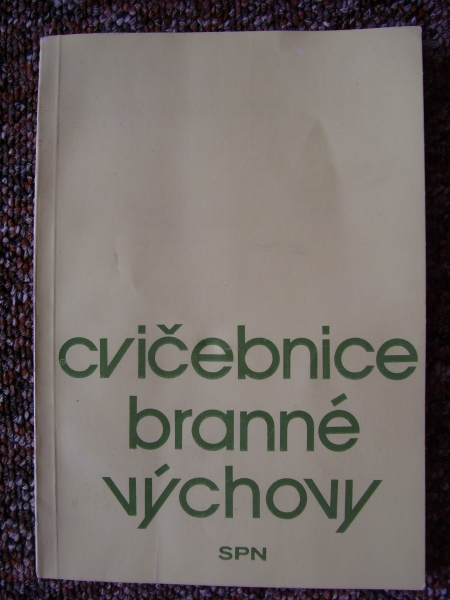 cvičebnice
branné
výchovy
SPN